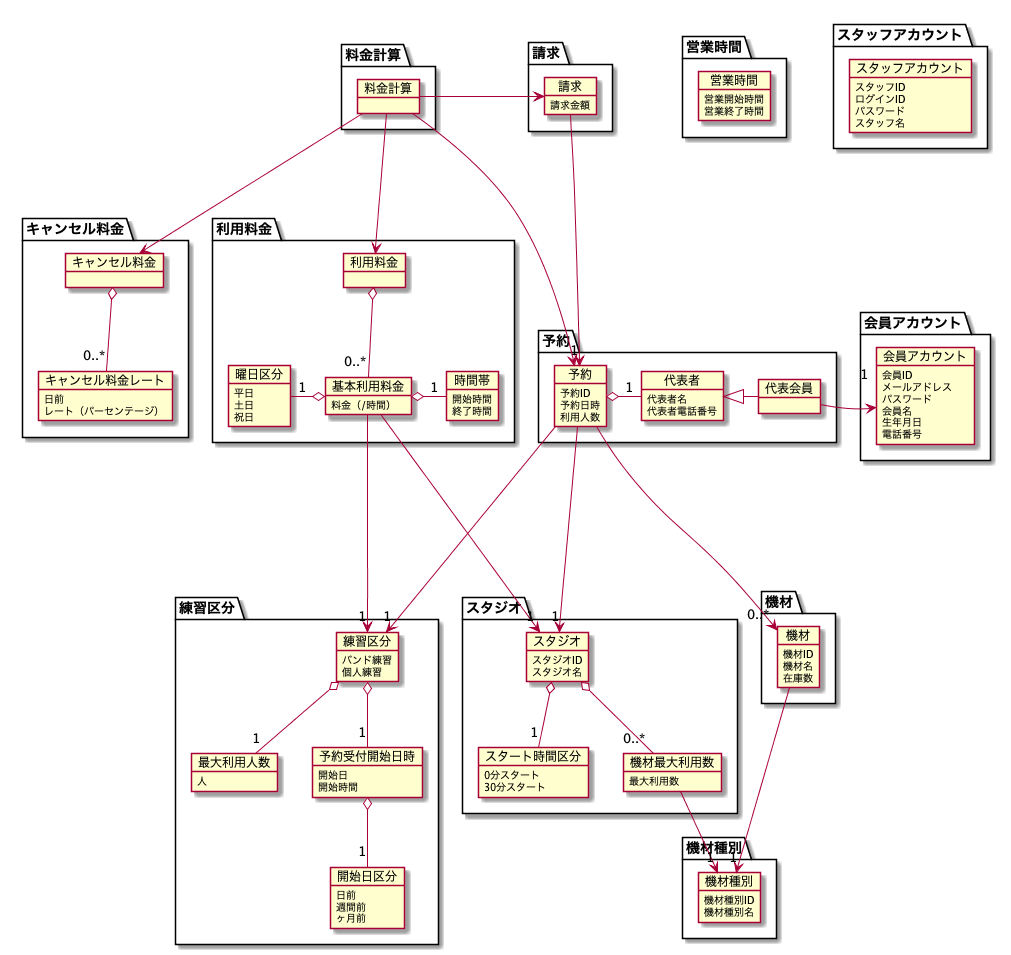 料金計算
料金計算
請求
請求
請求金額
営業時間
営業時間
営業開始時間
営業終了時間
スタッフアカウント
スタッフアカウント
スタッフID
ログインID
パスワード
スタッフ名
キャンセル料金
キャンセル料金
0..*
キャンセル料金レート
日前
レート（パーセンテージ）
利用料金
利用料金
0..*
曜日区分
平日
土日
祝日
1
基本利用料金
料金（/時間）
1
時間帯
開始時間
終了時間
予約
1
予約
予約ID
予約日時
利用人数
1
代表者
代表者名
代表者電話番号
代表会員
会員アカウント
1
会員アカウント
会員ID
メールアドレス
パスワード
会員名
生年月日
電話番号
練習区分
1
1
練習区分
バンド練習
個人練習
1
最大利用人数
人
1
予約受付開始日時
開始日
開始時間
1
開始日区分
日前
週間前
ヶ月前
スタジオ
1
1
スタジオ
スタジオID
スタジオ名
1
スタート時間区分
0分スタート
30分スタート
0..*
機材最大利用数
最大利用数
機材
0..*
機材
機材ID
機材名
在庫数
機材種別
1
1
機材種別
機材種別ID
機材種別名